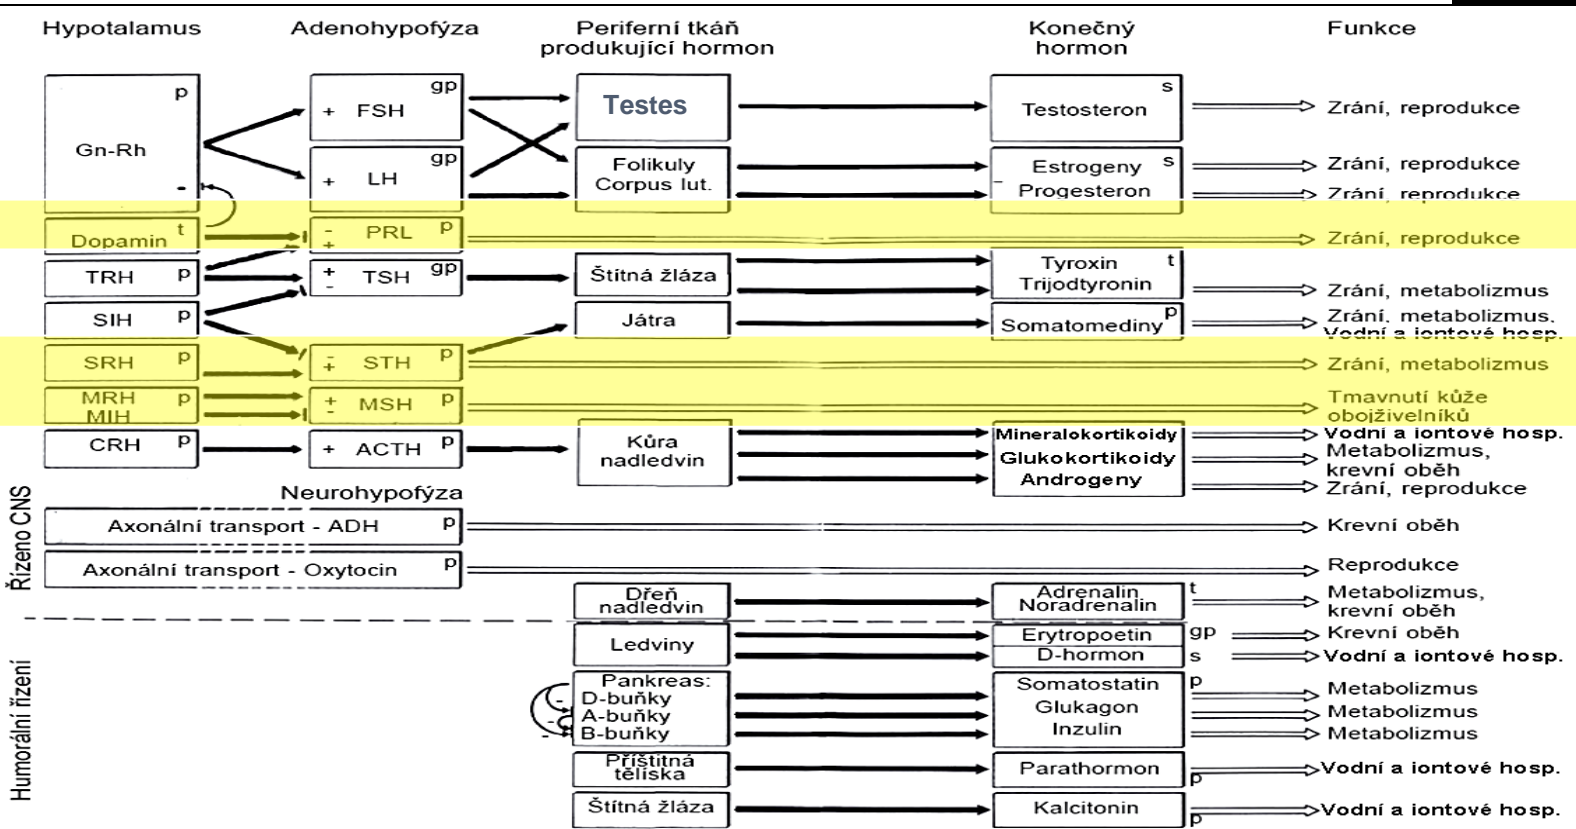 Hypotalamus
Adenohypofýza
Periferní tkáň
produkující hormon
Konečný
hormon
Funkce
p
Gn-Rh
-
gp
+ FSH
Testes
s
Testosteron
Zrání, reprodukce
gp
+ LH
Folikuly
Corpus lut.
Estrogeny s
- Progesteron
Zrání, reprodukce
Zrání, reprodukce
Dopamin t
- PRL p
+
Zrání, reprodukce
TRH p
+ TSH gp
-
Štítná žláza
Tyroxin t
Trijodtyronin
Zrání, metabolizmus
SIH p
Játra
Somatomediny p
Zrání, metabolizmus,
Vodní a iontové hosp.
SRH p
- STH p
+
Zrání, metabolizmus
MRH p
MIH
+ MSH p
-
Tmavnutí kůže
obojživelníků
CRH p
+ ACTH p
Kůra
nadledvin
Mineralokortikoidy
Glukokortikoidy
Androgeny
Vodní a iontové hosp.
Metabolizmus,
krevní oběh
Zrání, reprodukce
Řízeno CNS
Neurohypofýza
Axonální transport - ADH p
Krevní oběh
Axonální transport - Oxytocin p
Reprodukce
Dřeň
nadledvin
Adrenalin t
Noradrenalin
Metabolizmus,
krevní oběh
Humorální řízení
Ledviny
Erytropoetin gp
D-hormon s
Krevní oběh
Vodní a iontové hosp.
Pankreas:
D-buňky
A-buňky
B-buňky
-
-
-
Somatostatin p
Glukagon
Inzulin
Metabolizmus
Metabolizmus
Metabolizmus
Příštitná
tělíska
Parathormon p
Vodní a iontové hosp.
Štítná žláza
Kalcitonin p
Vodní a iontové hosp.